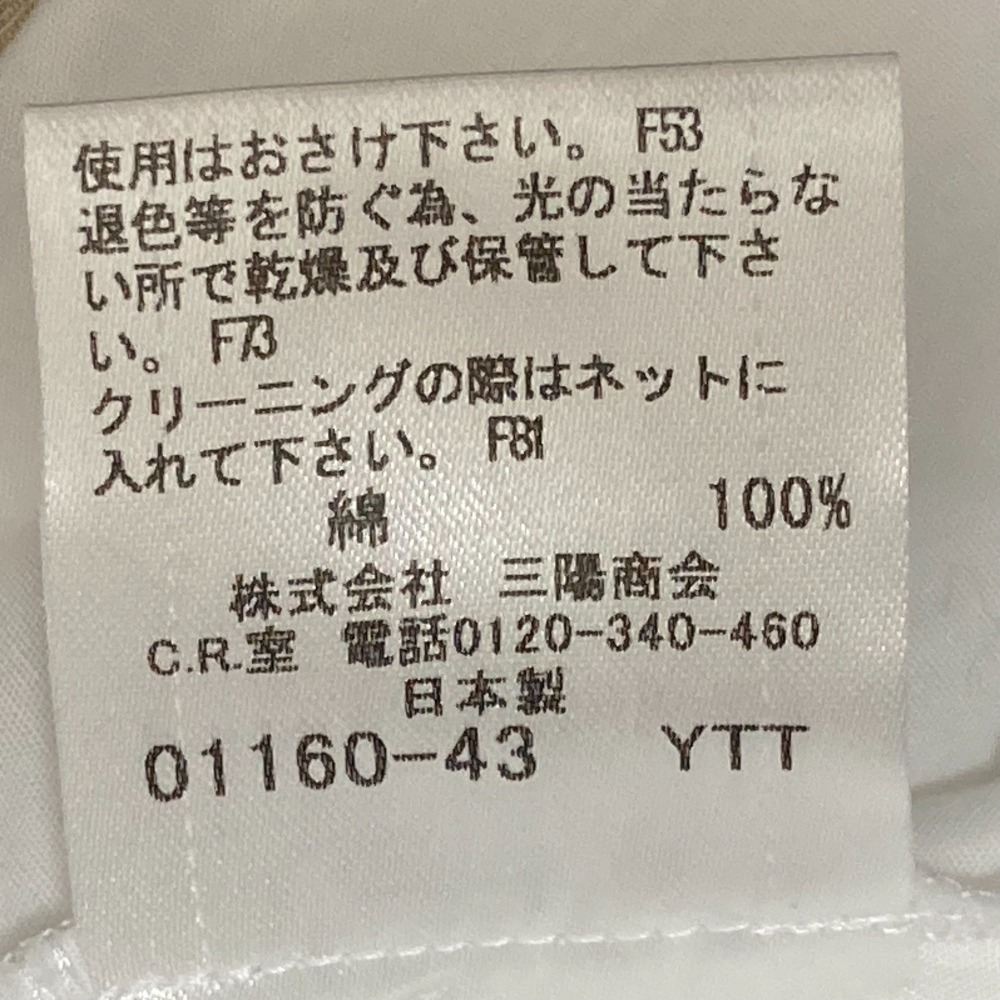 使用はおさけ下さい。 F53
退色等を防ぐ為、光の当たらな
い所で乾燥及び保管して下さ
い。 F73
クリーニングの際はネットに
入れて下さい。 F81
綿 100%
株式会社 三陽商会
C.R.室 電話0120-340-460
日本製
01160-43 YTT